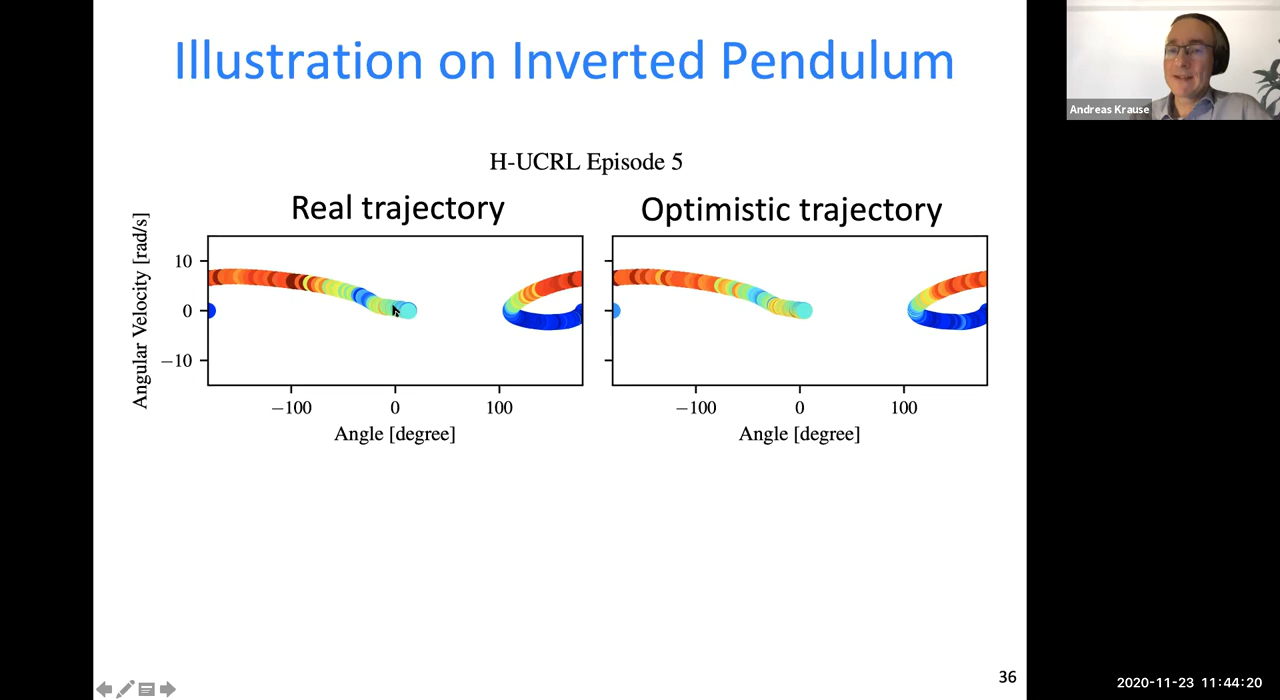 Illustration on Inverted Pendulum
Andreas Krause
H-UCRL Episode 5
Real trajectory
Optimistic trajectory
Angular Velocity [rad/s]
10
0
−10
−100
0
100
−100
0
100
Angle [degree]
Angle [degree]
36
2020-11-23 11:44:20